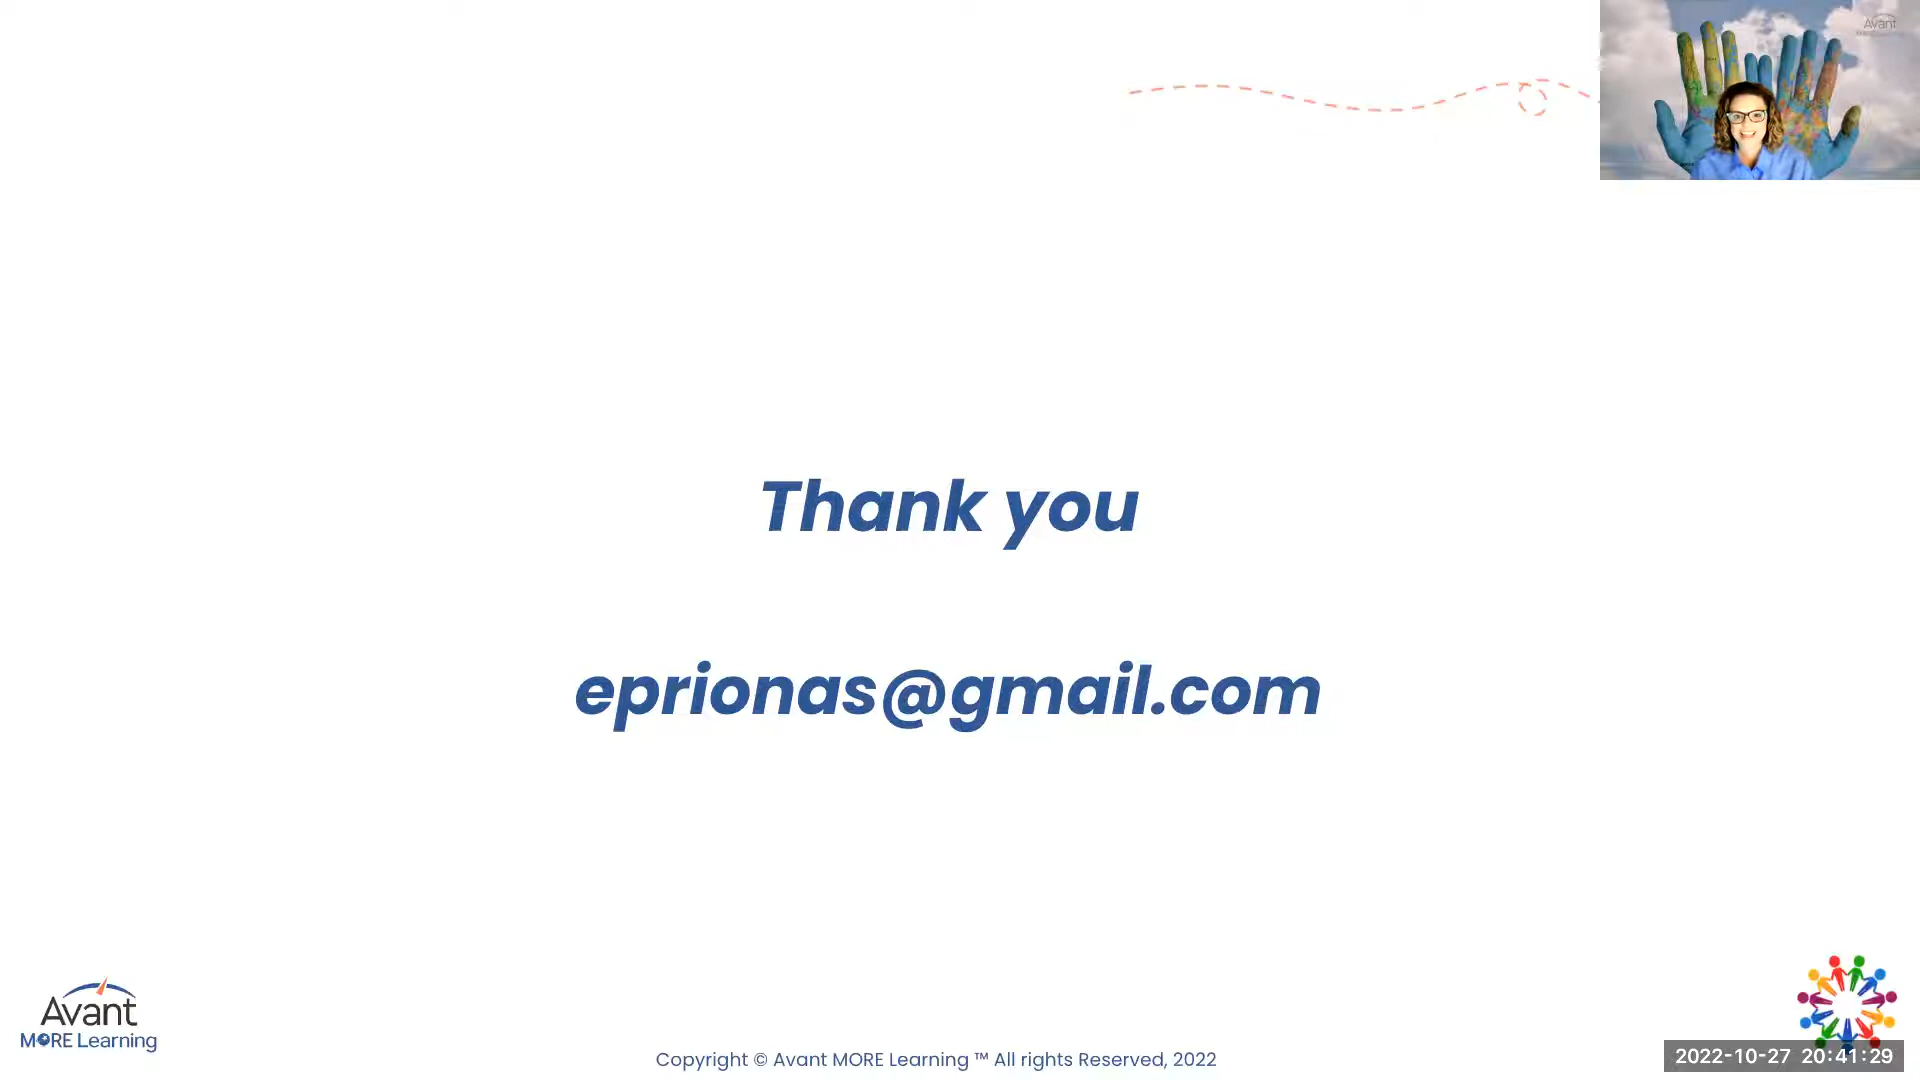 Avant
Thank you
eprionas@gmail.com
Avant
MORE Learning
Copyright © Avant MORE Learning ™ All rights Reserved, 2022
2022-10-27 20:41:29